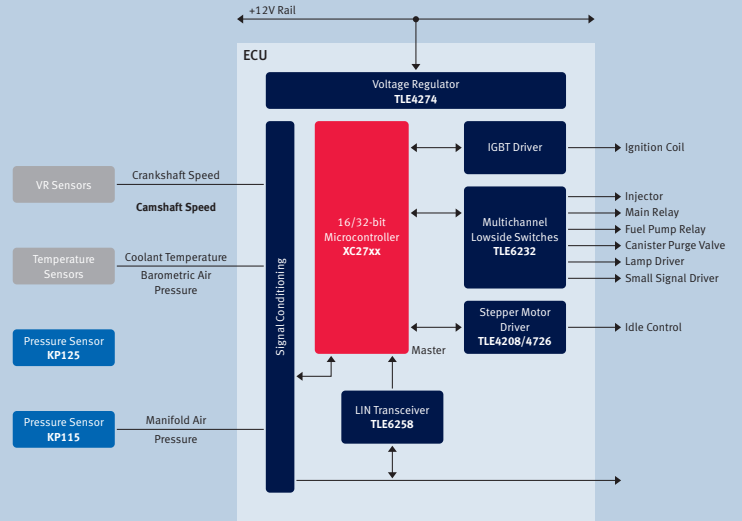 +12V Rail
ECU
Voltage Regulator
TLE4274
IGBT Driver
Ignition Coil
VR Sensors
Crankshaft Speed
Camshaft Speed
16/32-bit
Microcontroller
XC27xx
Multichannel
Lowside Switches
TLE6232
Injector
Main Relay
Fuel Pump Relay
Canister Purge Valve
Lamp Driver
Small Signal Driver
Temperature
Sensors
Coolant Temperature
Barometric Air
Pressure
Signal Conditioning
Stepper Motor
Driver
TLE4208/4726
Idle Control
Master
Pressure Sensor
KP125
LIN Transceiver
TLE6258
Pressure Sensor
KP115
Manifold Air
Pressure